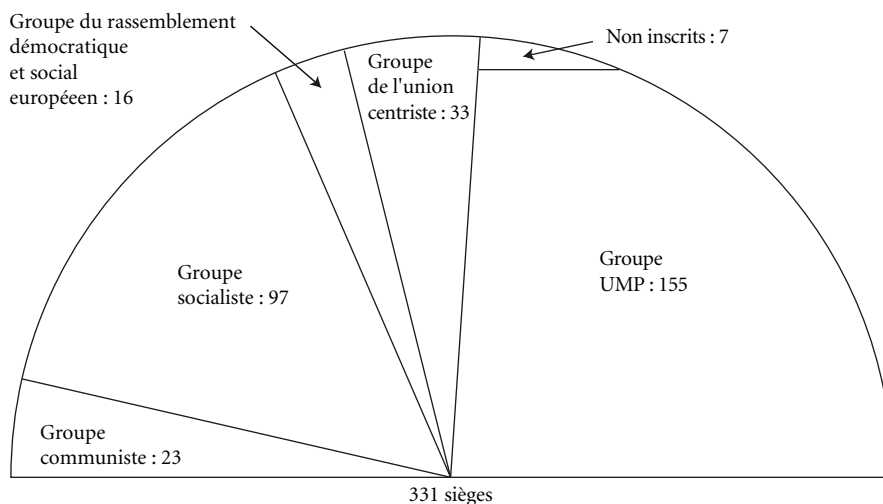 Groupe du rassemblement
démocratique
et social
européeen : 16
Groupe
de l'union
centriste : 33
Non inscrits : 7
Groupe
socialiste : 97
Groupe
UMP : 155
Groupe
communiste : 23
331 sièges